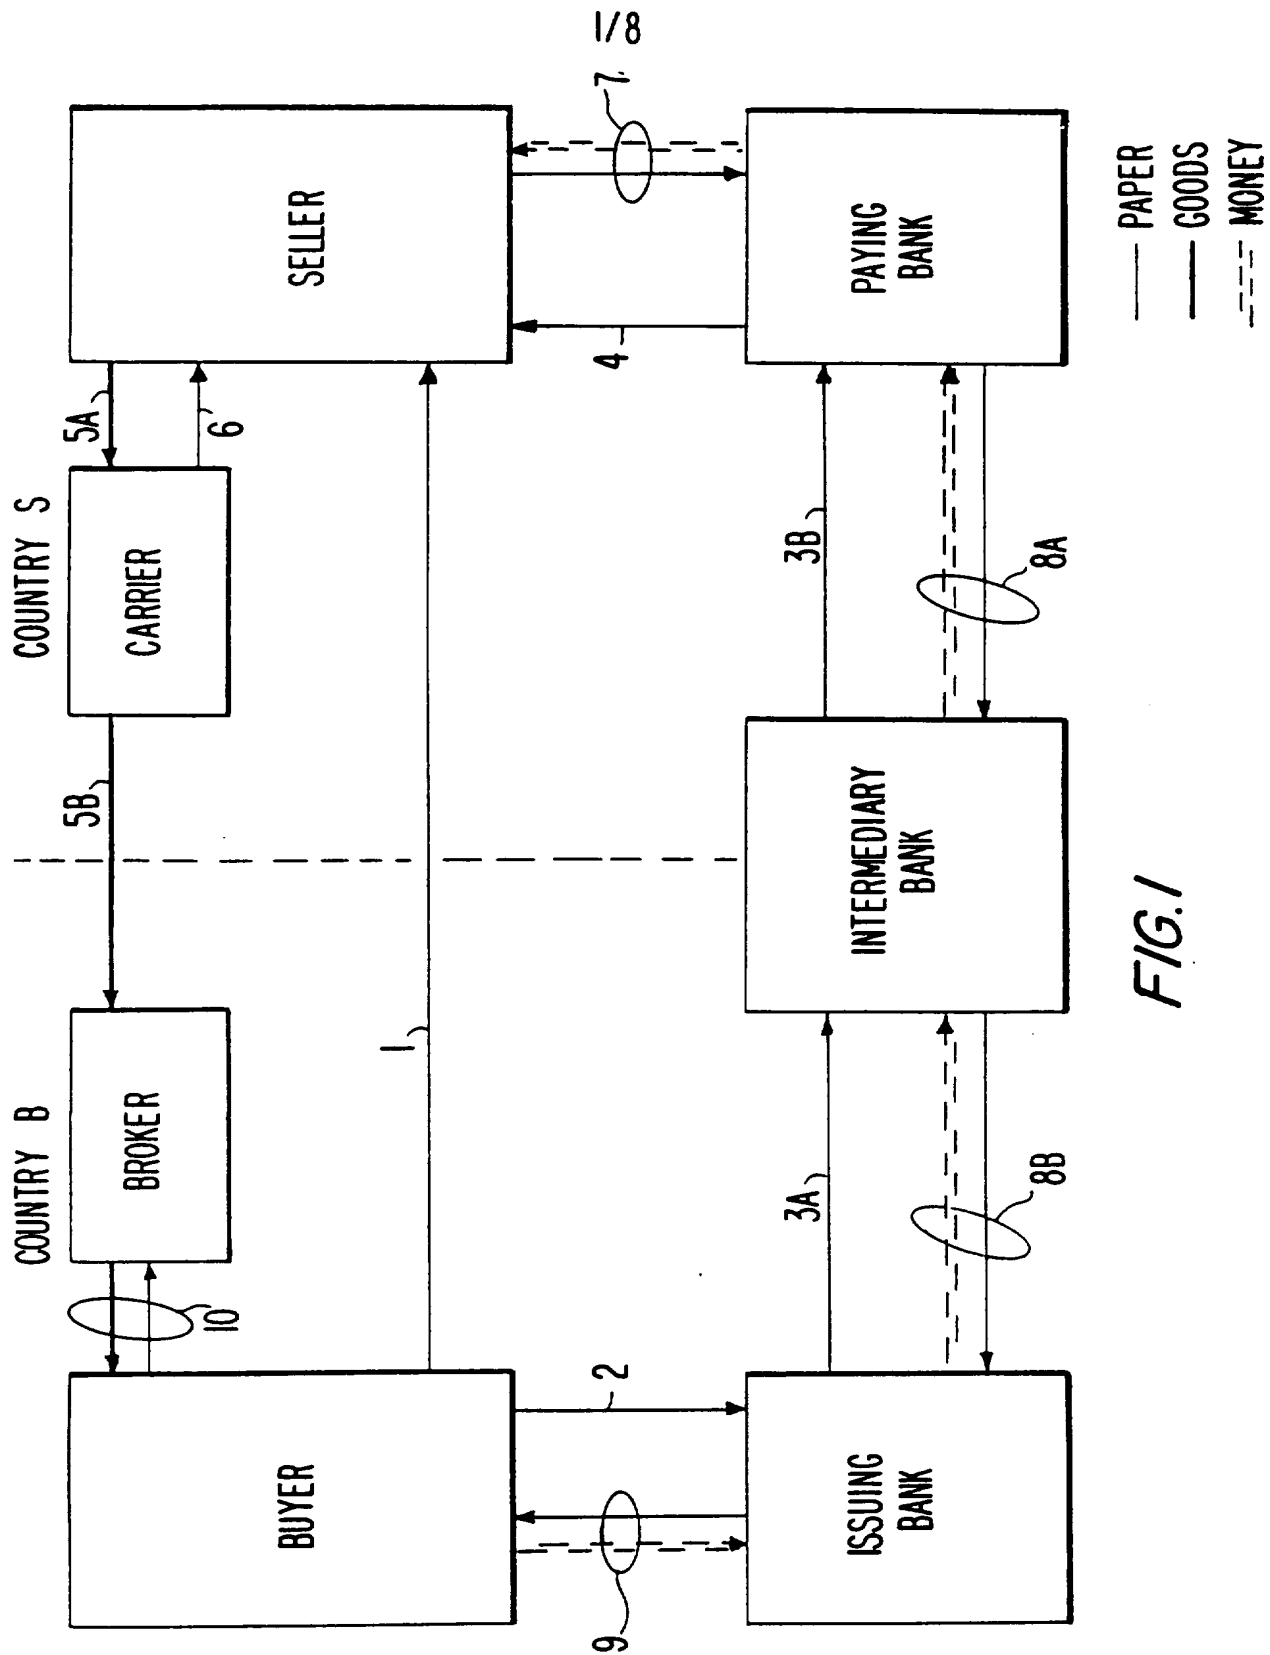 1/8
COUNTRY B
COUNTRY S
BUYER
BROKER
CARRIER
SELLER
10
5B
5A
6
1
9
2
4
7
ISSUING
BANK
INTERMEDIARY
BANK
PAYING
BANK
3A
3B
8B
8A
PAPER
GOODS
MONEY
FIG.1